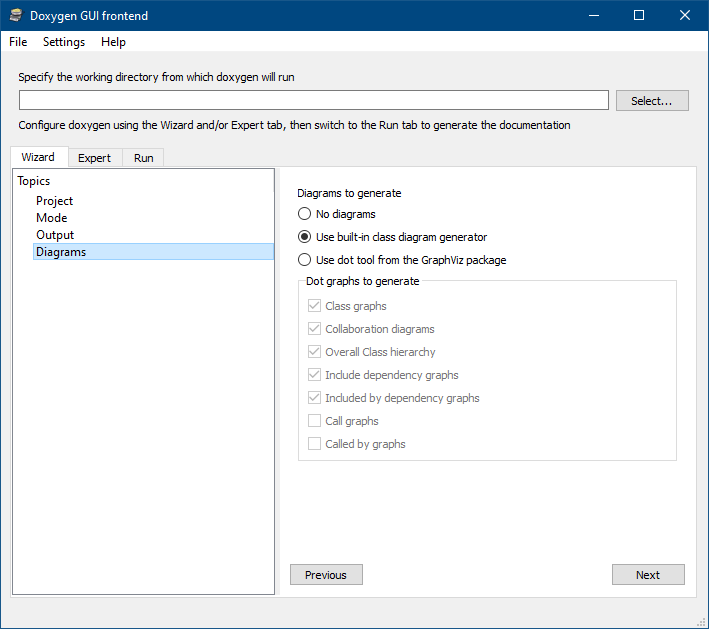 Doxygen GUI frontend
File Settings Help
Specify the working directory from which doxygen will run
Select...
Configure doxygen using the Wizard and/or Expert tab, then switch to the Run tab to generate the documentation
Wizard Expert Run
Topics
Project
Mode
Output
Diagrams
Diagrams to generate
No diagrams
Use built-in class diagram generator
Use dot tool from the GraphViz package
Dot graphs to generate
Class graphs
Collaboration diagrams
Overall Class hierarchy
Include dependency graphs
Included by dependency graphs
Call graphs
Called by graphs
Previous Next